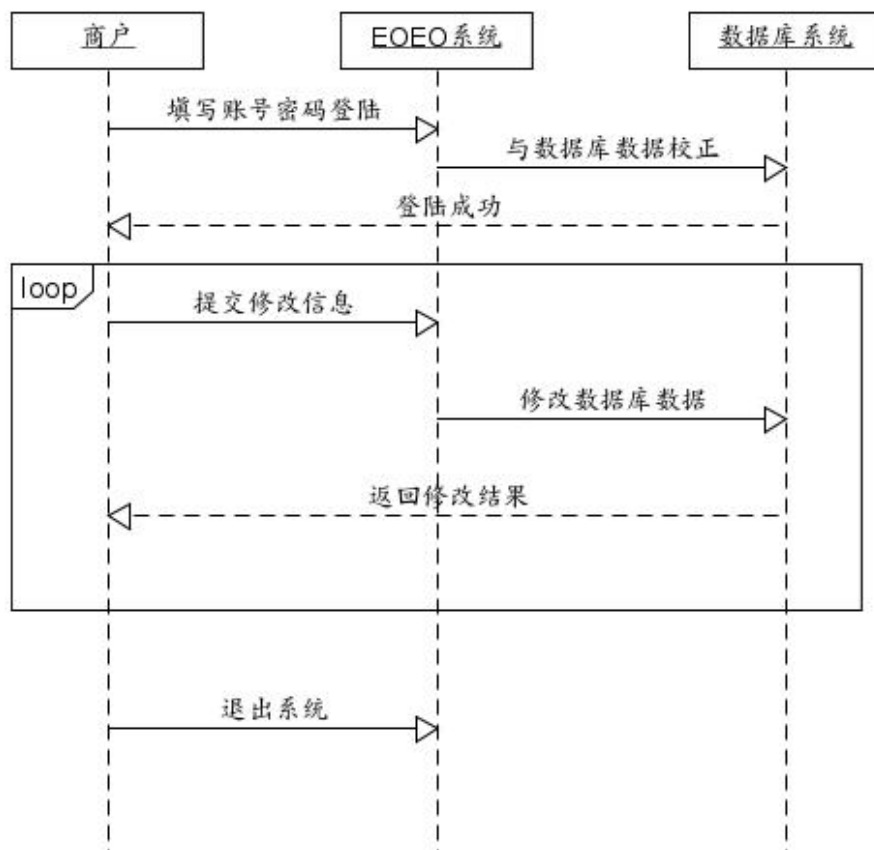 商户
EOEO系统
数据库系统
填写账号密码登陆
与数据库数据校正
登陆成功
loop
提交修改信息
修改数据库数据
返回修改结果
退出系统